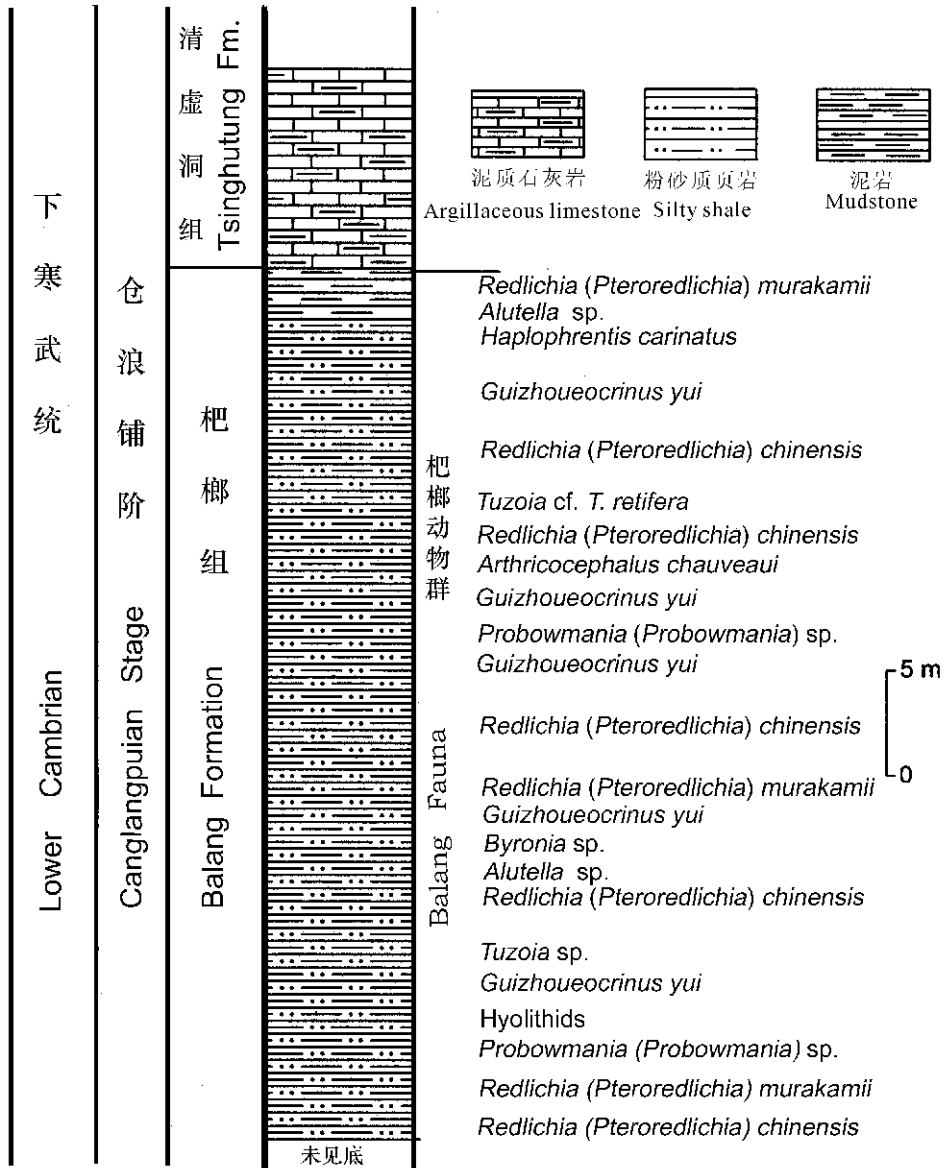 下寒武统
Lower Cambrian
仓浪铺阶
Canglangpuian Stage
清虚洞组
Tsinghutung Fm.
杷榔组
Balang Formation
未见底
杷榔动物群
Balang Fauna
泥质石灰岩
Argillaceous limestone
粉砂质页岩
Silty shale
泥岩
Mudstone
Redlichia (Pteroredlichia) murakamii
Alutella sp.
Haplophrentis carinatus
Guizhoueocrinus yui
Redlichia (Pteroredlichia) chinensis
Tuzoia cf. T. retifera
Redlichia (Pteroredlichia) chinensis
Arthricocephalus chauveaui
Guizhoueocrinus yui
Probowmania (Probowmania) sp.
Guizhoueocrinus yui
Redlichia (Pteroredlichia) chinensis
Redlichia (Pteroredlichia) murakamii
Guizhoueocrinus yui
Byronia sp.
Alutella sp.
Redlichia (Pteroredlichia) chinensis
Tuzoia sp.
Guizhoueocrinus yui
Hyolithids
Probowmania (Probowmania) sp.
Redlichia (Pteroredlichia) murakamii
Redlichia (Pteroredlichia) chinensis
5 m
0